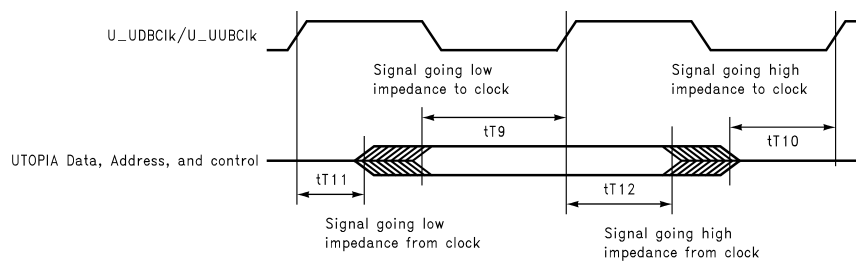 U_UDBClk/U_UUBClk
Signal going low
impedance to clock
Signal going high
impedance to clock
tT9
tT10
UTOPIA Data, Address, and control
tT11
tT12
Signal going low
impedance from clock
Signal going high
impedance from clock